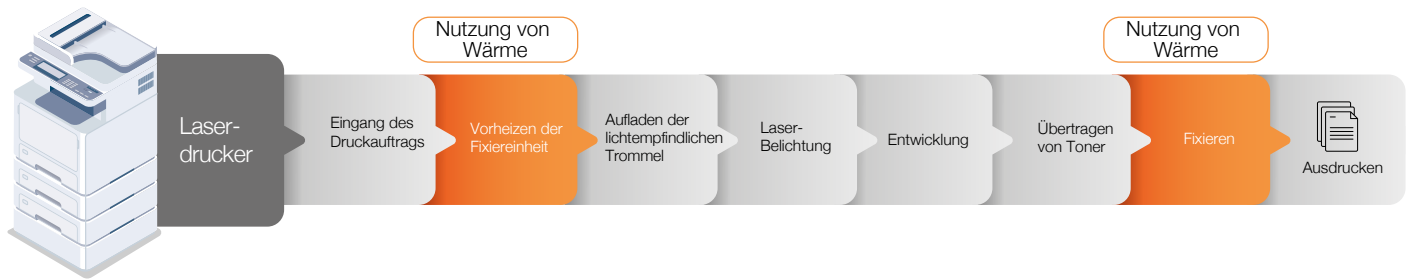 Nutzung von
Wärme
Nutzung von
Wärme
Laser-
drucker
Eingang des
Druckauftrags
Vorheizen der
Fixiereinheit
Aufladen der
lichtempfindlichen
Trommel
Laser-
Belichtung
Entwicklung
Übertragen
von Toner
Fixieren
Ausdrucken